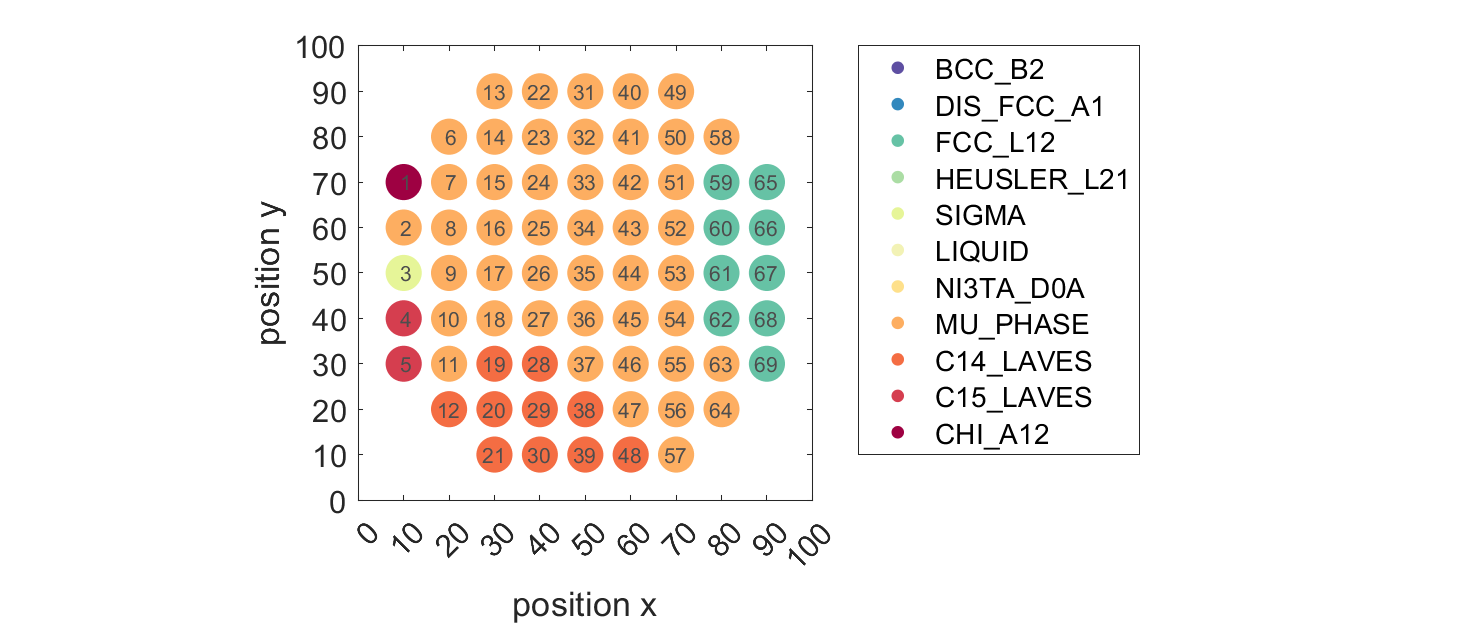 100
90
80
70
60
50
40
30
20
10
0
position y
13 22 31 40 49
6 14 23 32 41 50 58
1 7 15 24 33 42 51 59 65
2 8 16 25 34 43 52 60 66
3 9 17 26 35 44 53 61 67
4 10 18 27 36 45 54 62 68
5 11 19 28 37 46 55 63 69
12 20 29 38 47 56 64
21 30 39 48 57
0 10 20 30 40 50 60 70 80 90 100
position x
BCC_B2
DIS_FCC_A1
FCC_L12
HEUSLER_L21
SIGMA
LIQUID
NI3TA_D0A
MU_PHASE
C14_LAVES
C15_LAVES
CHI_A12